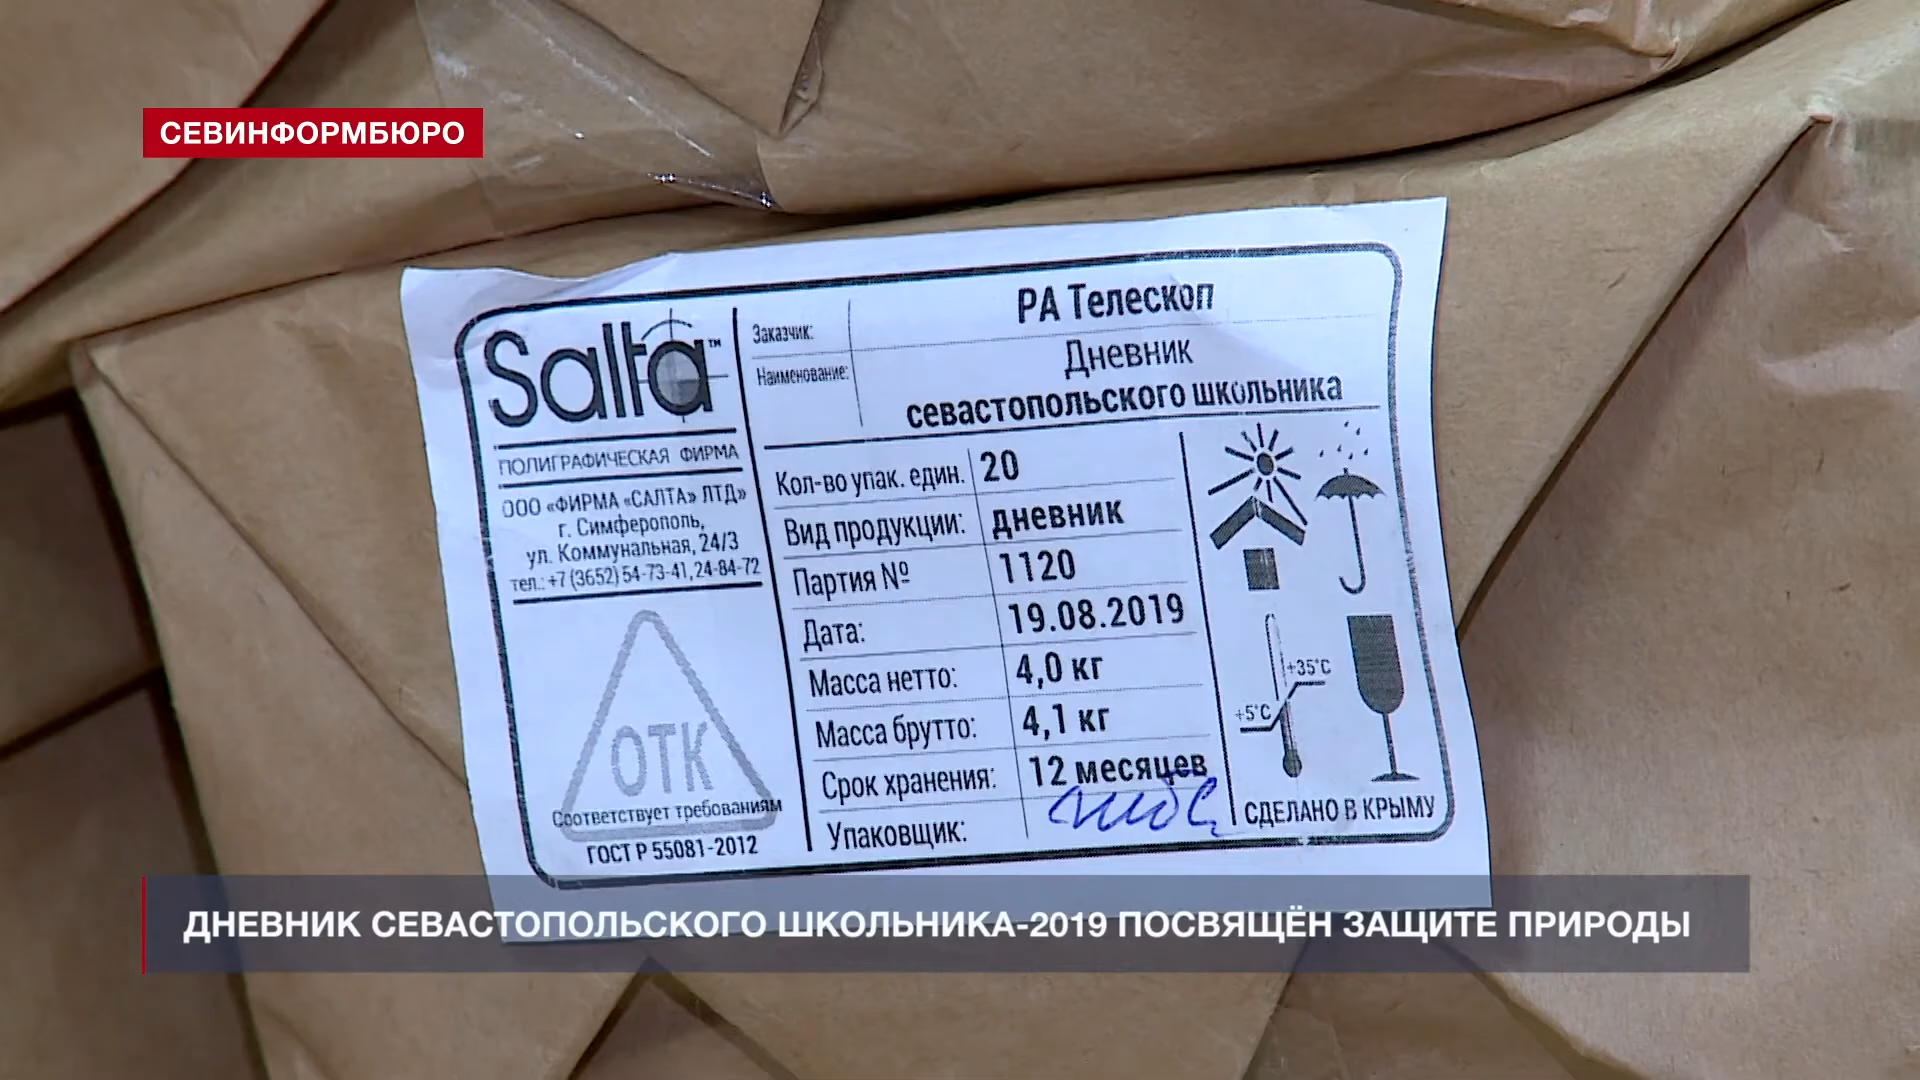 СЕВИНФОРМБЮРО
Salta™
ПОЛИГРАФИЧЕСКАЯ ФИРМА
ООО «ФИРМА «САЛТА» ЛТД»
г. Симферополь,
ул. Коммунальная, 24/3
тел.: +7 (3652) 54-73-41, 24-84-72
ОТК
Соответствует требованиям
ГОСТ Р 55081-2012
Заказчик: РА Телескоп
Наименование: Дневник
севастопольского школьника
Кол-во упак. един. 20
Вид продукции: дневник
Партия № 1120
Дата: 19.08.2019
Масса нетто: 4,0 кг
Масса брутто: 4,1 кг
Срок хранения: 12 месяцев
Упаковщик:
+35°C
+5°C
СДЕЛАНО В КРЫМУ
ДНЕВНИК СЕВАСТОПОЛЬСКОГО ШКОЛЬНИКА-2019 ПОСВЯЩЁН ЗАЩИТЕ ПРИРОДЫ